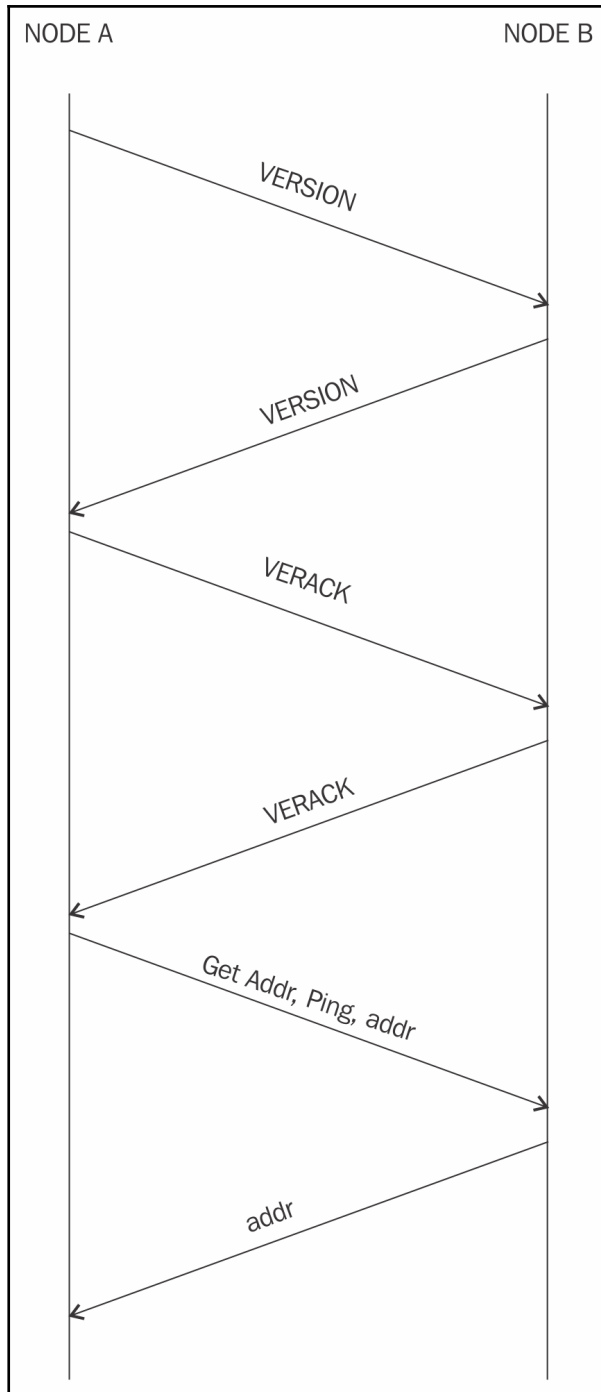 NODE A
NODE B
VERSION
VERSION
VERACK
VERACK
Get Addr, Ping, addr
addr